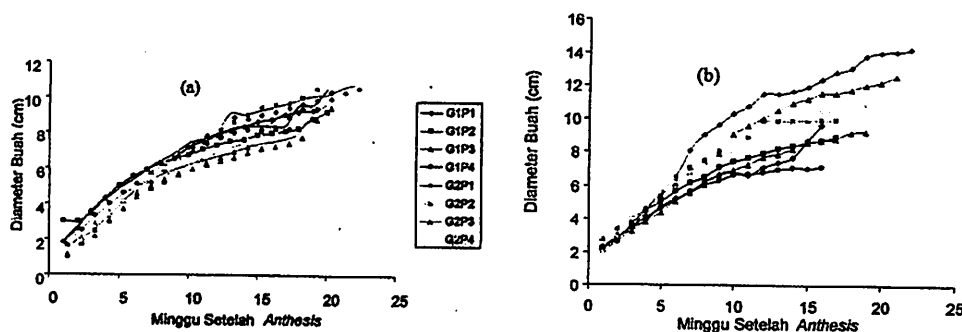 (a)
Diameter Buah (cm)
12
10
8
6
4
2
0
0
5
10
15
20
25
Minggu Setelah Anthesis
G1P1
G1P2
G1P3
G1P4
G2P1
G2P2
G2P3
G2P4
(b)
Diameter Buah (cm)
16
14
12
10
8
6
4
2
0
0
5
10
15
20
25
Minggu Setelah Anthesis